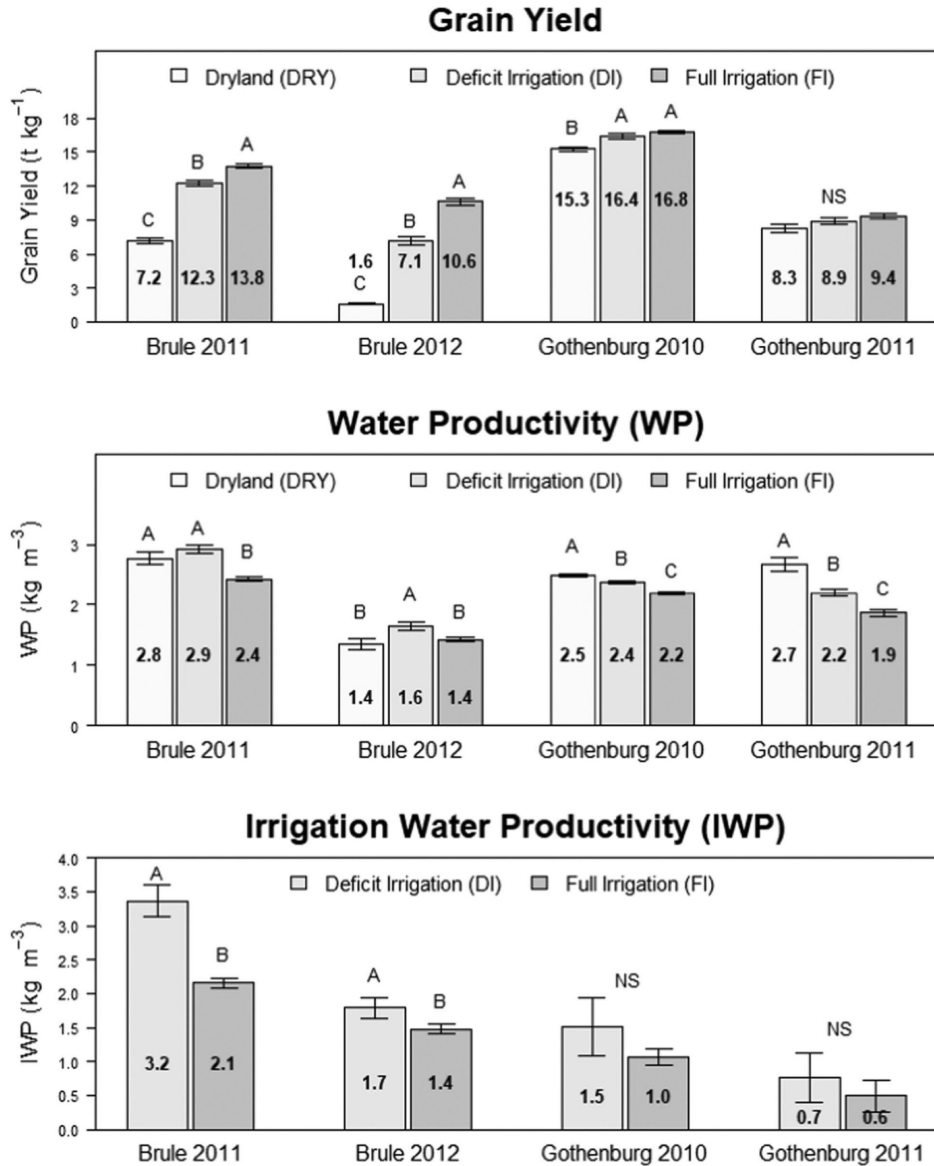 Grain Yield
Dryland (DRY) Deficit Irrigation (DI) Full Irrigation (FI)
Grain Yield (t kg⁻¹)
18
15
12
9
6
3
0
C B A
7.2 12.3 13.8
1.6
C B A
7.1 10.6
B A A
15.3 16.4 16.8
NS
8.3 8.9 9.4
Brule 2011 Brule 2012 Gothenburg 2010 Gothenburg 2011
Water Productivity (WP)
Dryland (DRY) Deficit Irrigation (DI) Full Irrigation (FI)
WP (kg m⁻³)
3
2
1
0
A A B
2.8 2.9 2.4
B A B
1.4 1.6 1.4
A B C
2.5 2.4 2.2
A B C
2.7 2.2 1.9
Brule 2011 Brule 2012 Gothenburg 2010 Gothenburg 2011
Irrigation Water Productivity (IWP)
Deficit Irrigation (DI) Full Irrigation (FI)
IWP (kg m⁻³)
4.0
3.5
3.0
2.5
2.0
1.5
1.0
0.5
0.0
A B
3.2 2.1
A B
1.7 1.4
NS
1.5 1.0
NS
0.7 0.6
Brule 2011 Brule 2012 Gothenburg 2010 Gothenburg 2011